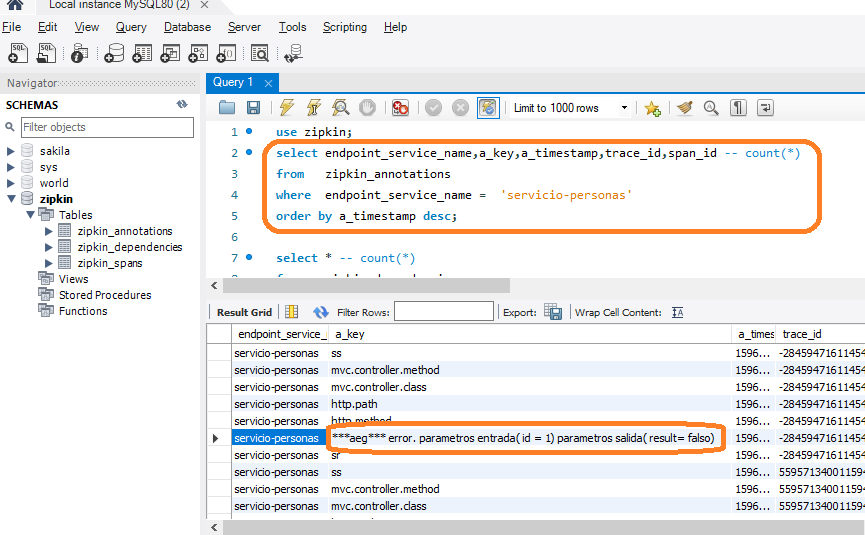 Local instance MySQL80 (2) ×
File Edit View Query Database Server Tools Scripting Help
Navigator
SCHEMAS
Filter objects
sakila
sys
world
zipkin
Tables
zipkin_annotations
zipkin_dependencies
zipkin_spans
Views
Stored Procedures
Functions
Query 1 ×
Limit to 1000 rows
1 use zipkin;
2 select endpoint_service_name,a_key,a_timestamp,trace_id,span_id -- count(*)
3 from zipkin_annotations
4 where endpoint_service_name = 'servicio-personas'
5 order by a_timestamp desc;
6
7 select * -- count(*)
Result Grid Filter Rows: Export: Wrap Cell Content:
endpoint_service_ a_key a_times trace_id
servicio-personas ss 1596... -28459471611454
servicio-personas mvc.controller.method 1596... -28459471611454
servicio-personas mvc.controller.class 1596... -28459471611454
servicio-personas http.path 1596... -28459471611454
servicio-personas http.method 1596... -28459471611454
servicio-personas ***aeg*** error. parametros entrada( id = 1) parametros salida( result= falso) 1596... -28459471611454
servicio-personas sr 1596... -28459471611454
servicio-personas ss 1596... 55957134001159
servicio-personas mvc.controller.method 1596... 55957134001159
servicio-personas mvc.controller.class 1596... 55957134001159